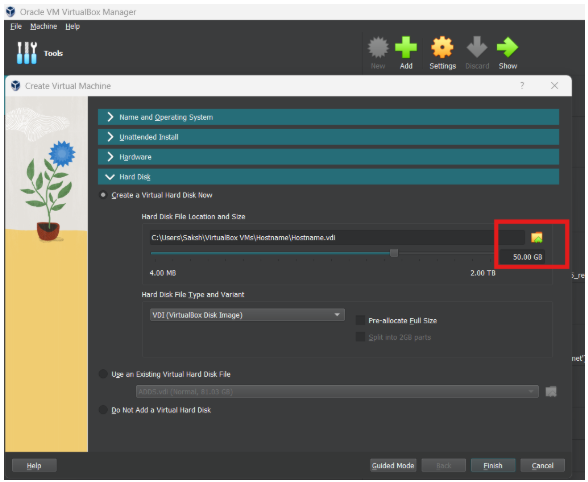 Oracle VM VirtualBox Manager
File Machine Help
Tools
New Add Settings Discard Show
Create Virtual Machine ? ×
Name and Operating System
Unattended Install
Hardware
Hard Disk
Create a Virtual Hard Disk Now
Hard Disk File Location and Size
C:\Users\Saksh\VirtualBox VMs\Hostname\Hostname.vdi
50.00 GB
4.00 MB 2.00 TB
Hard Disk File Type and Variant
VDI (VirtualBox Disk Image)
Pre-allocate Full Size
Split into 2GB parts
Use an Existing Virtual Hard Disk File
Do Not Add a Virtual Hard Disk
Help Guided Mode Back Finish Cancel